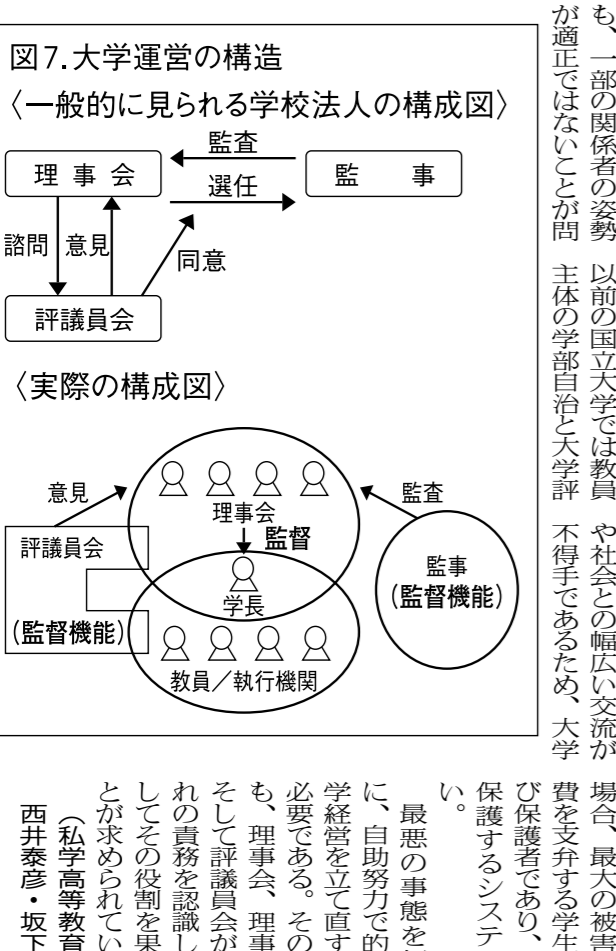 も、一部の関係者の姿勢
が適正ではないことが問
以前の国立大学では教員
主体の学部自治と大学評
や社会との幅広い交流が
不得手であるため、大学
図7.大学運営の構造
〈一般的に見られる学校法人の構成図〉
理事会
監査
選任
監事
諮問
意見
同意
評議員会
〈実際の構成図〉
意見
理事会
監督
監査
評議員会
(監督機能)
学長
監事
(監督機能)
教員/執行機関
場合、最大の被害
費を支弁する学生
び保護者であり、
保護するシステ
い。
最悪の事態を
に、自助努力で的
学経営を立て直す
必要である。その
も、理事会、理事
そして評議員会が
れの責務を認識し
してその役割を果
とが求められてい
(私学高等教育
西井泰彦・坂下